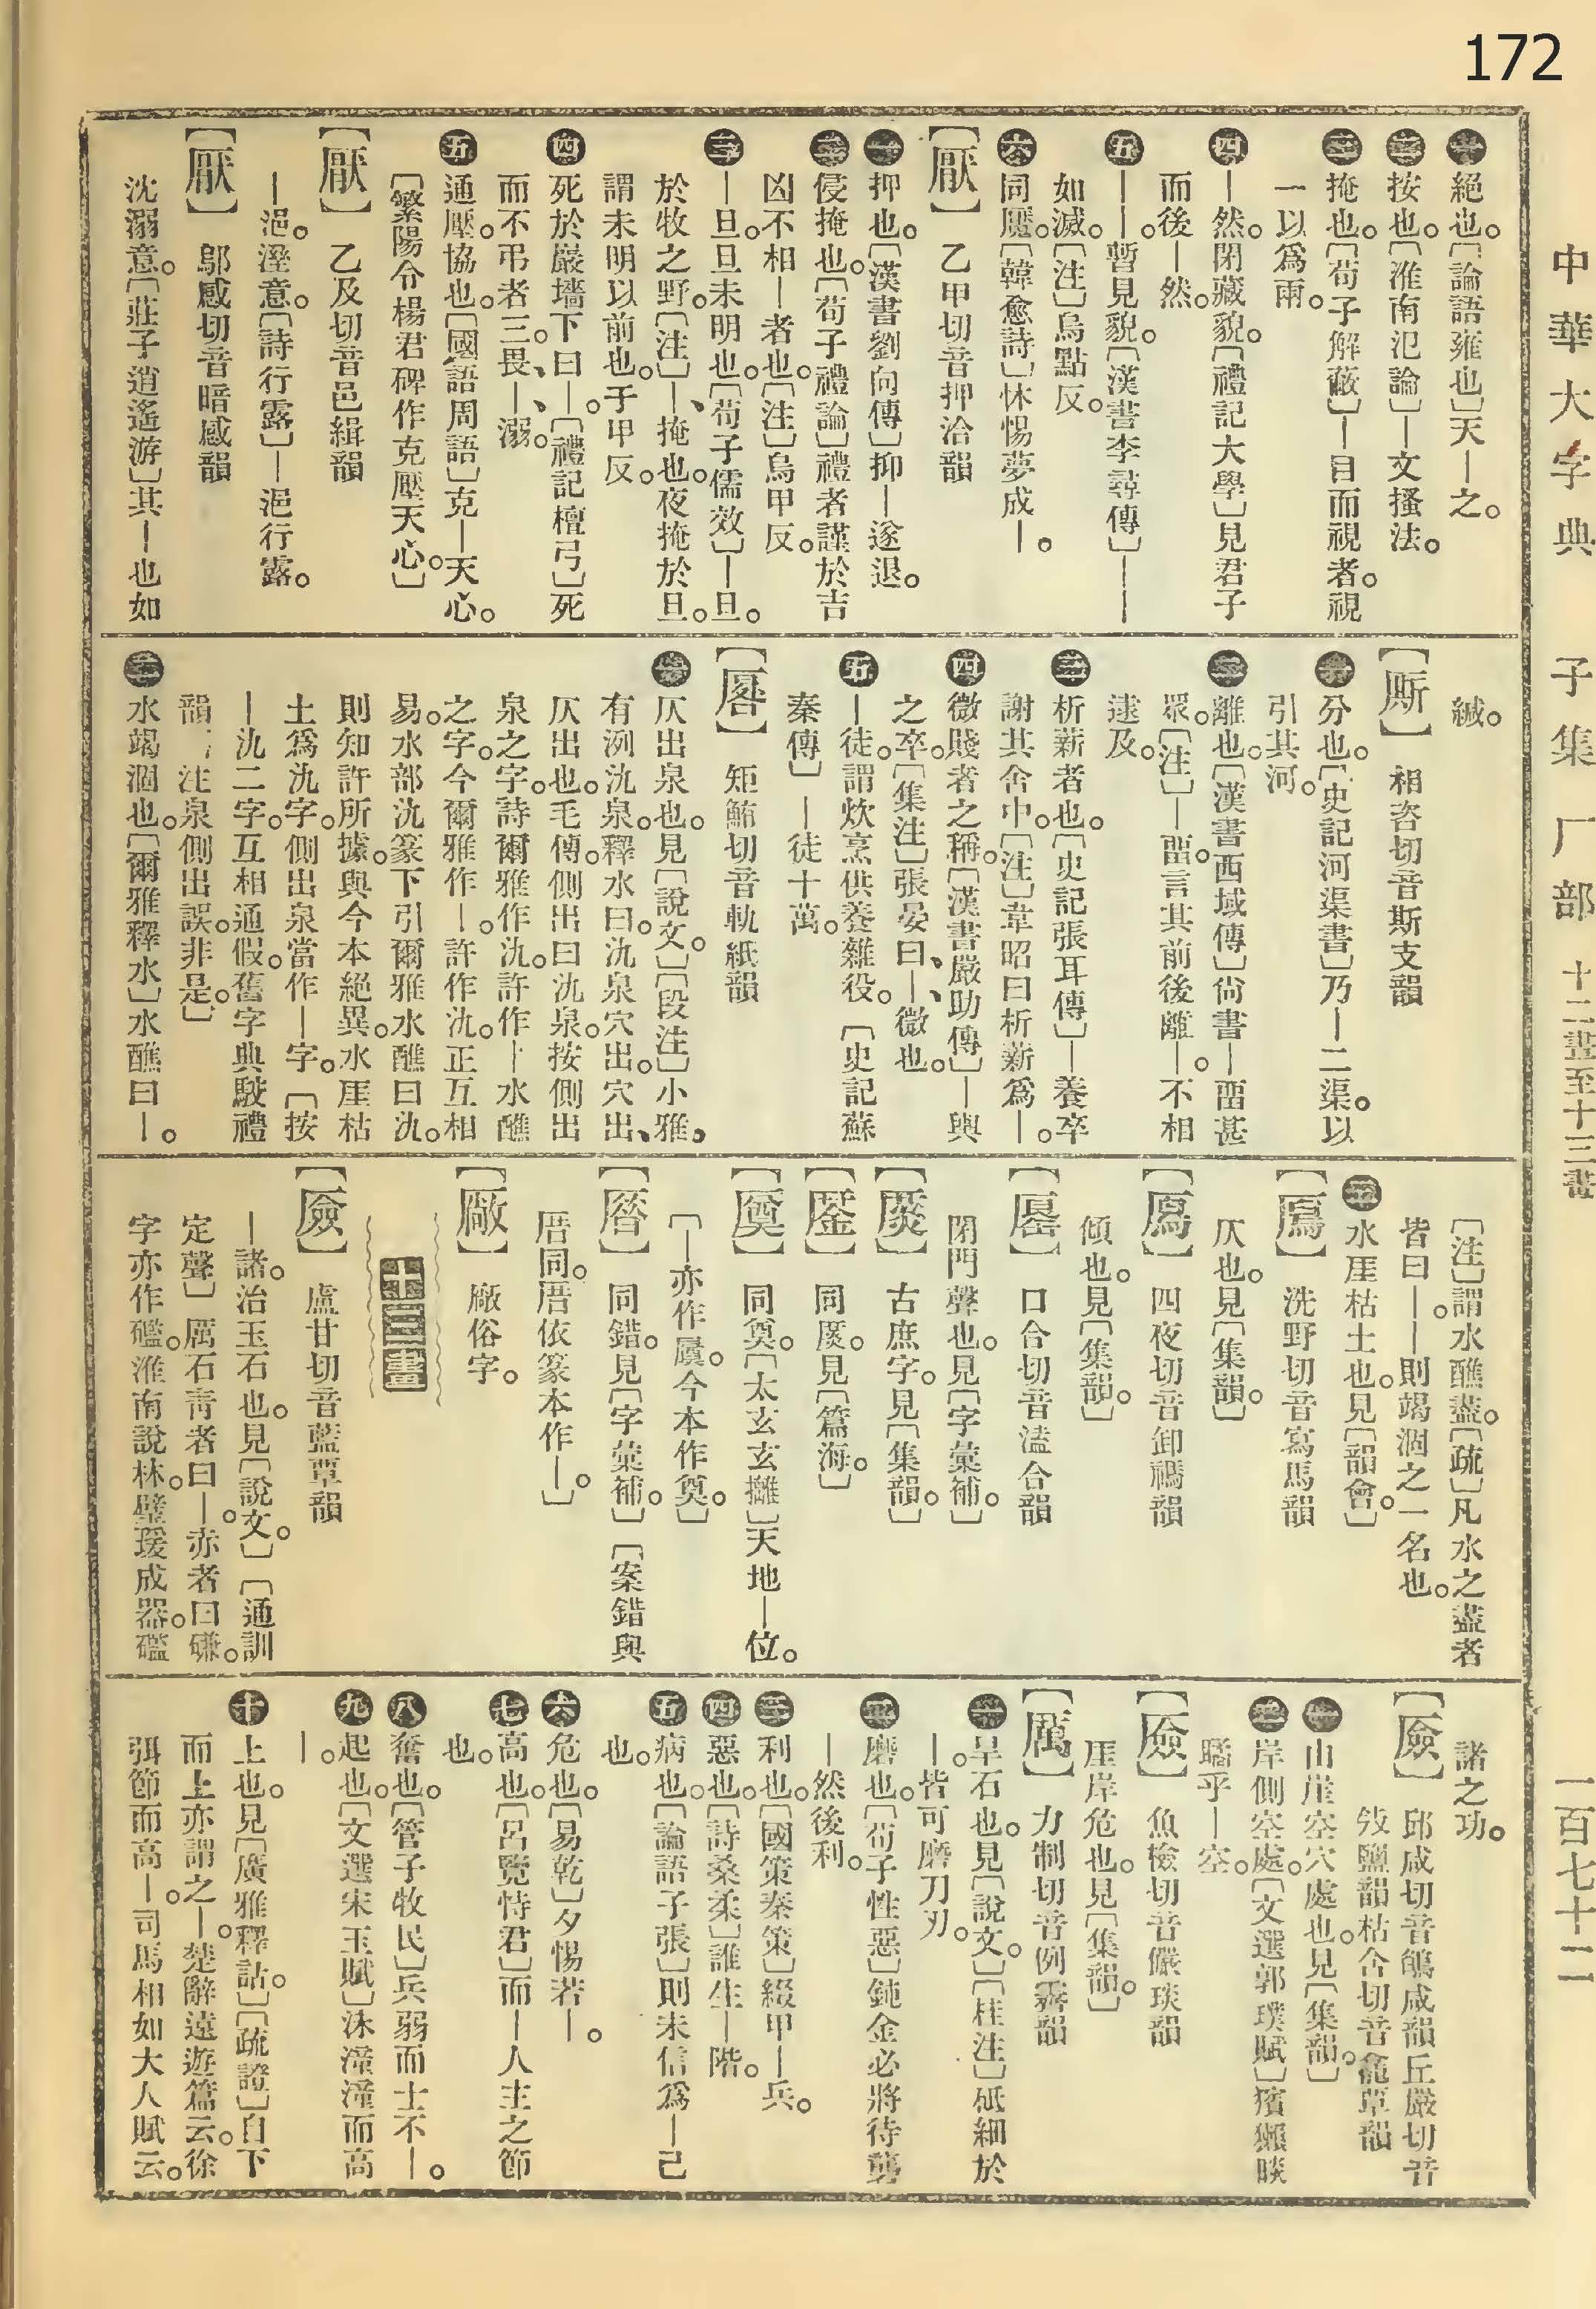 172
中華大字典　子集　厂部　十二畫至十三畫　一百七十二
㊉絕也。〔論語雍也〕天｜之。
按也。〔淮南氾論〕｜文搔法。
掩也。〔荀子解蔽〕｜目而視者。視
一以爲兩。
㊃｜然。閉藏貌。〔禮記大學〕見君子
而後｜然。
㊄｜｜。暫見貌。〔漢書李尋傳〕｜｜
如滅。〔注〕烏點反。
㊅同魘。〔韓愈詩〕怵惕夢成｜。
〔厭〕　乙甲切音押洽韻
㊀抑也。〔漢書劉向傳〕抑｜遂退。
㊁侵掩也。〔荀子禮論〕禮者謹於吉
凶不相｜者也。〔注〕烏甲反。
㊂｜旦。旦未明也。〔荀子儒效〕｜旦。
於牧之野。〔注〕｜、掩也。夜掩於旦。
謂未明以前也。于甲反。
㊃死於巖墻下曰｜。〔禮記檀弓〕死
而不弔者三。畏、｜、溺。
㊄通壓。協也。〔國語周語〕克｜天心。
〔繁陽令楊君碑作克壓天心。〕
〔厭〕　乙及切音邑緝韻
｜浥。溼意。〔詩行露〕｜浥行露。
〔厭〕　鄔感切音暗感韻
沈溺意。〔莊子逍遙游〕其｜也如
緘。
〔厮〕　相咨切音斯支韻
㊀分也。〔史記河渠書〕乃｜二渠。以
引其河。
㊁離也。〔漢書西域傳〕尙書｜畱甚
眾。〔注〕｜畱。言其前後離｜。不相
逮及。
㊂析薪者也。〔史記張耳傳〕｜養卒
謝其舍中。〔注〕韋昭曰析薪爲｜。
㊃微賤者之稱。〔漢書嚴助傳〕｜輿
之卒。〔集注〕張晏曰、｜、微也。
㊄｜徒。謂炊烹供養雜役。〔史記蘇
秦傳〕｜徒十萬。
〔厬〕　矩鮪切音軌紙韻
㊀仄出泉也。見〔說文。〕〔段注〕小雅，
有洌氿泉。釋水曰。氿泉穴出。穴出、
仄出也。毛傳。側出曰氿泉。按側出
泉之字。詩爾雅作氿。許作｜水醮
之字。今爾雅作｜。許作氿。正互相
易。水部氿篆下引爾雅水醮曰氿。
則知許所據。與今本絕異。水厓枯
土爲氿字。側出泉當作｜字。〔按
｜氿二字。互相通假。舊字典駁禮
韻，注泉側出誤。非是。〕
㊁水竭涸也。〔爾雅釋水〕水醮曰｜。
〔注〕謂水醮盡。〔疏〕凡水之盡者
皆曰｜。｜則竭涸之一名也。
㊂水厓枯土也。見〔韻會。〕
〔㕐〕　洗野切音寫馬韻
仄也。見〔集韻。〕
〔㕐〕　四夜切音卸禡韻
傾也。見〔集韻。〕
口合切音溘合韻
閉門聲也。見〔字彙補。〕
古庶字。見〔集韻。〕
同廄。見〔篇海。〕
同奠。〔太玄玄攡〕天地｜位。
〔｜亦作㕑。今本作奠。〕
〔厝〕　同錯。見〔字彙補。〕〔案錯與
厝同。厝依篆本作｜。〕
〔厰〕　廠俗字。
十三畫
〔厱〕　盧甘切音藍覃韻
｜諸。治玉石也。見〔說文。〕〔通訓
定聲〕厲石靑者曰｜。亦者曰磏。
字亦作礛。淮南說林。璧瑗成器。礛
諸之功。
〔厱〕　邱咸切音鵮咸韻丘嚴切音
㪁鹽韻枯含切音龕覃韻
㊀山崖空穴處也。見〔集韻。〕
㊁岸側空處。〔文選郭璞賦〕獱獺睒
瞲乎｜空。
〔厱〕　魚檢切音儼琰韻
厓岸危也。見〔集韻。〕
〔厲〕　力制切音例霽韻
㊀旱石也。見〔說文。〕〔桂注〕砥細於
｜。皆可磨刀刃。
㊁磨也。〔荀子性惡〕鈍金必將待礱
｜然後利。
㊂利也。〔國策秦策〕綴甲｜兵。
㊃惡也。〔詩桑柔〕誰生｜階。
㊄病也。〔論語子張〕則未信爲｜己
也。
㊅危也。〔易乾〕夕惕若｜。
㊆高也。〔呂覽恃君〕而｜人主之節
也。
㊇奮也。〔管子牧民〕兵弱而士不｜。
㊈起也。〔文選宋玉賦〕沬潼潼而高
｜。
㊉上也。見〔廣雅釋詁。〕〔疏證〕自下
而上亦謂之｜。楚辭遠遊篇云。徐
弭節而高｜。司馬相如大人賦云。